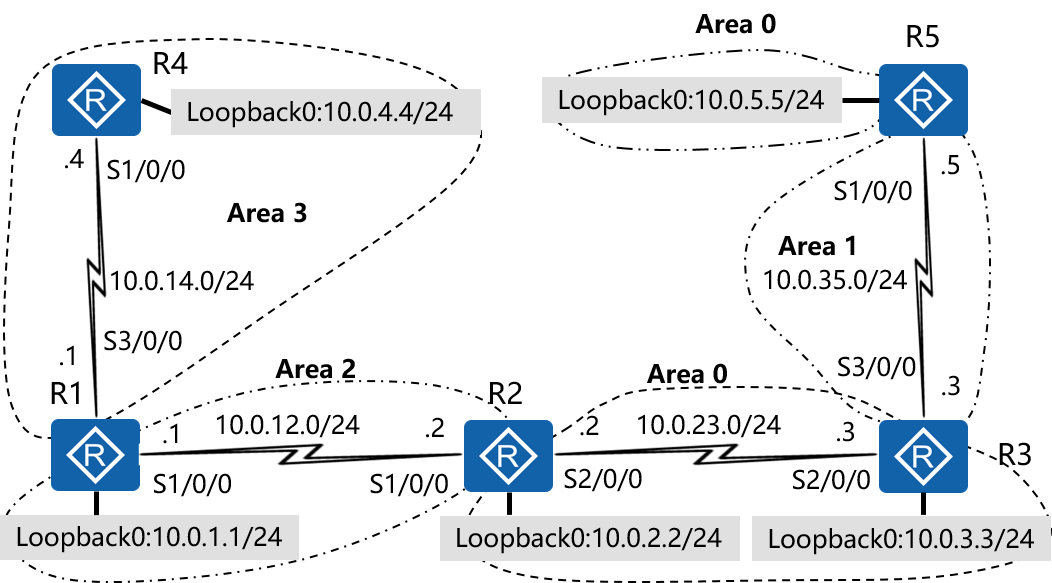 Area 0
R5
R4
Loopback0:10.0.4.4/24
Loopback0:10.0.5.5/24
.4
S1/0/0
.5
S1/0/0
Area 3
Area 1
10.0.14.0/24
10.0.35.0/24
S3/0/0
.1
S3/0/0
.3
R1
Area 2
R2
Area 0
.1
10.0.12.0/24
.2
.2
10.0.23.0/24
.3
R3
S1/0/0
S1/0/0
S2/0/0
S2/0/0
Loopback0:10.0.1.1/24
Loopback0:10.0.2.2/24
Loopback0:10.0.3.3/24
R
R
R
R
R